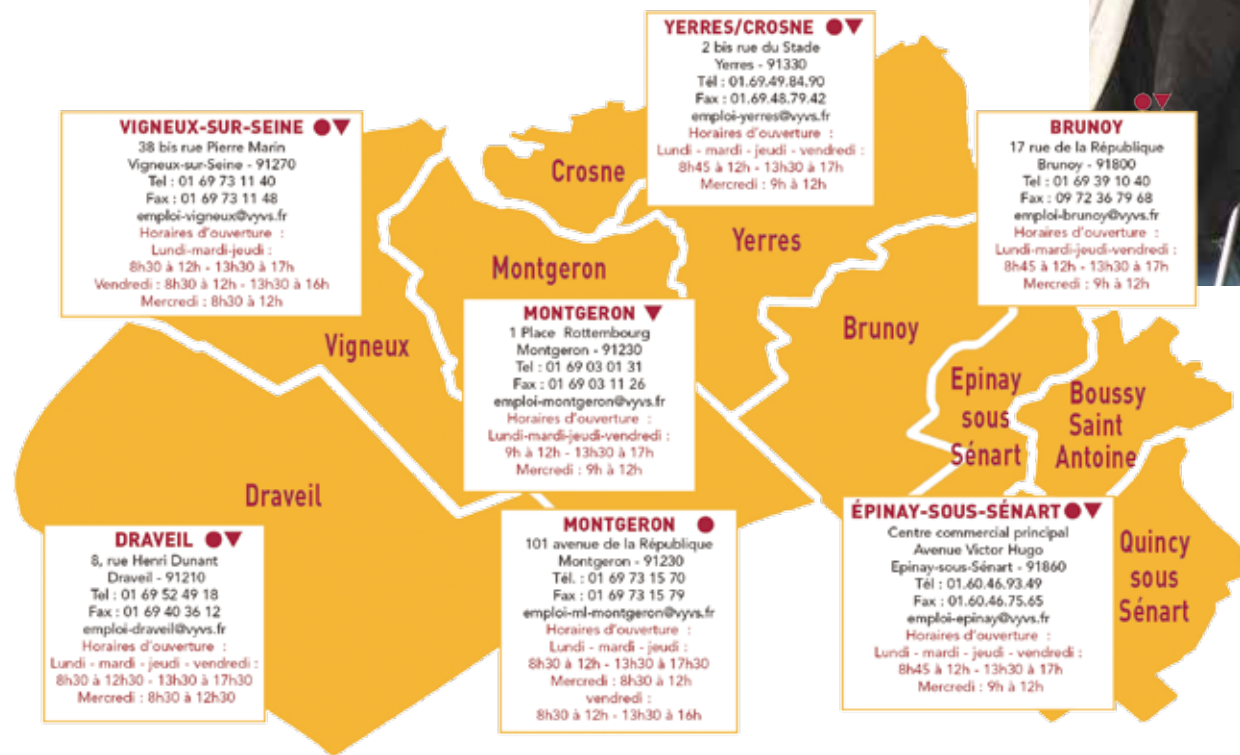 YERRES/CROSNE
2 bis rue du Stade
Yerres - 91330
Tél : 01.69.49.84.90
Fax : 01.69.48.79.42
emploi-yerres@vyvs.fr
Horaires d'ouverture :
Lundi - mardi - jeudi - vendredi :
8h45 à 12h - 13h30 à 17h
Mercredi : 9h à 12h
VIGNEUX-SUR-SEINE
38 bis rue Pierre Marin
Vigneux-sur-Seine - 91270
Tel : 01 69 73 11 40
Fax : 01 69 73 11 48
emploi-vigneux@vyvs.fr
Horaires d'ouverture :
Lundi-mardi-jeudi :
8h30 à 12h - 13h30 à 17h
Vendredi : 8h30 à 12h - 13h30 à 16h
Mercredi : 8h30 à 12h
BRUNOY
17 rue de la République
Brunoy - 91800
Tel : 01 69 39 10 40
Fax : 09 72 36 79 68
emploi-brunoy@vyvs.fr
Horaires d'ouverture :
Lundi-mardi-jeudi-vendredi :
8h45 à 12h - 13h30 à 17h
Mercredi : 9h à 12h
Crosne
Yerres
Montgeron
Vigneux
Brunoy
MONTGERON
1 Place Rottembourg
Montgeron - 91230
Tel : 01 69 03 01 31
Fax : 01 69 03 11 26
emploi-montgeron@vyvs.fr
Horaires d'ouverture :
Lundi-mardi-jeudi-vendredi :
9h à 12h - 13h30 à 17h
Mercredi : 9h à 12h
Epinay
sous
Sénart
Boussy
Saint
Antoine
Draveil
DRAVEIL
8, rue Henri Dunant
Draveil - 91210
Tel : 01 69 52 49 18
Fax : 01 69 40 36 12
emploi-draveil@vyvs.fr
Horaires d'ouverture :
Lundi - mardi - jeudi - vendredi :
8h30 à 12h30 - 13h30 à 17h30
Mercredi : 8h30 à 12h30
MONTGERON
101 avenue de la République
Montgeron - 91230
Tél. : 01 69 73 15 70
Fax : 01 69 73 15 79
emploi-ml-montgeron@vyvs.fr
Horaires d'ouverture :
Lundi - mardi - jeudi :
8h30 à 12h - 13h30 à 17h30
Mercredi : 8h30 à 12h
vendredi :
8h30 à 12h - 13h30 à 16h
ÉPINAY-SOUS-SÉNART
Centre commercial principal
Avenue Victor Hugo
Epinay-sous-Sénart - 91860
Tél : 01.60.46.93.49
Fax : 01.60.46.75.65
emploi-epinay@vyvs.fr
Horaires d'ouverture :
Lundi - mardi - jeudi - vendredi :
8h45 à 12h - 13h30 à 17h
Mercredi : 9h à 12h
Quincy
sous
Sénart